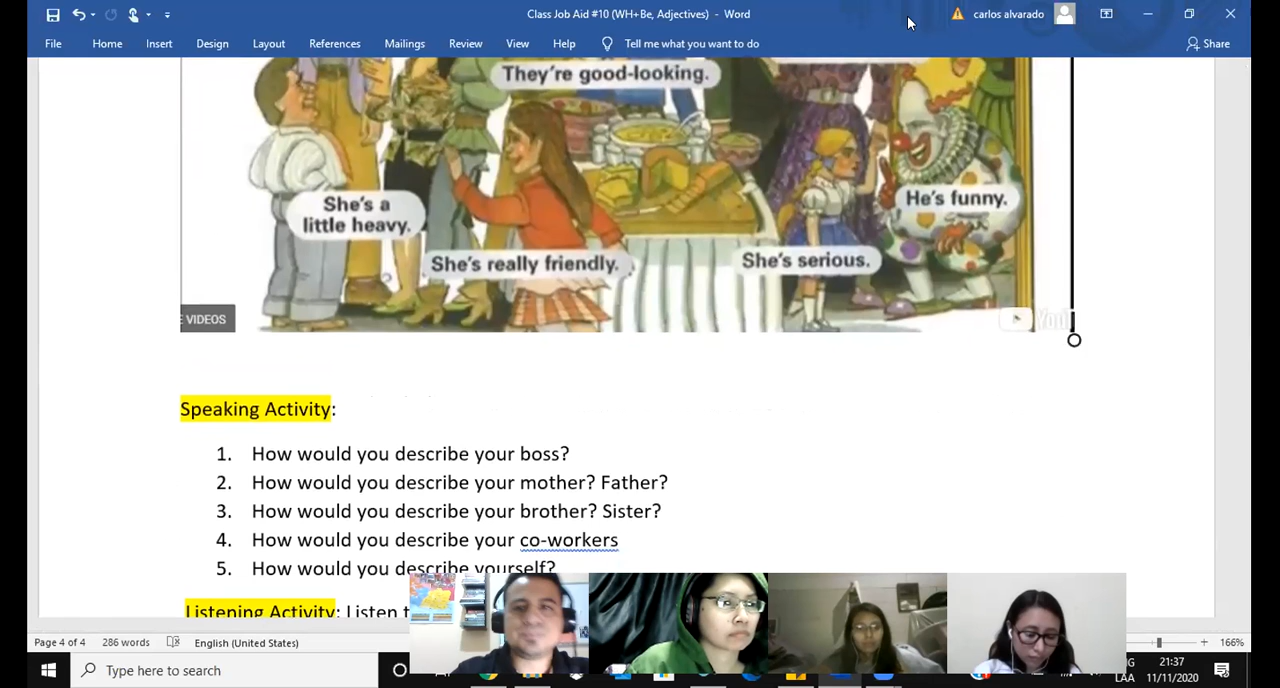 Class Job Aid #10 (WH+Be, Adjectives) - Word
carlos alvarado
File Home Insert Design Layout References Mailings Review View Help Tell me what you want to do Share
They're good-looking.
She's a
little heavy.
He's funny.
She's really friendly.
She's serious.
E VIDEOS
Speaking Activity:
1. How would you describe your boss?
2. How would you describe your mother? Father?
3. How would you describe your brother? Sister?
4. How would you describe your co-workers
5. How would you describe yourself?
Listening Activity: Listen t
Page 4 of 4 286 words English (United States) 166%
Type here to search
21:37
LAA 11/11/2020